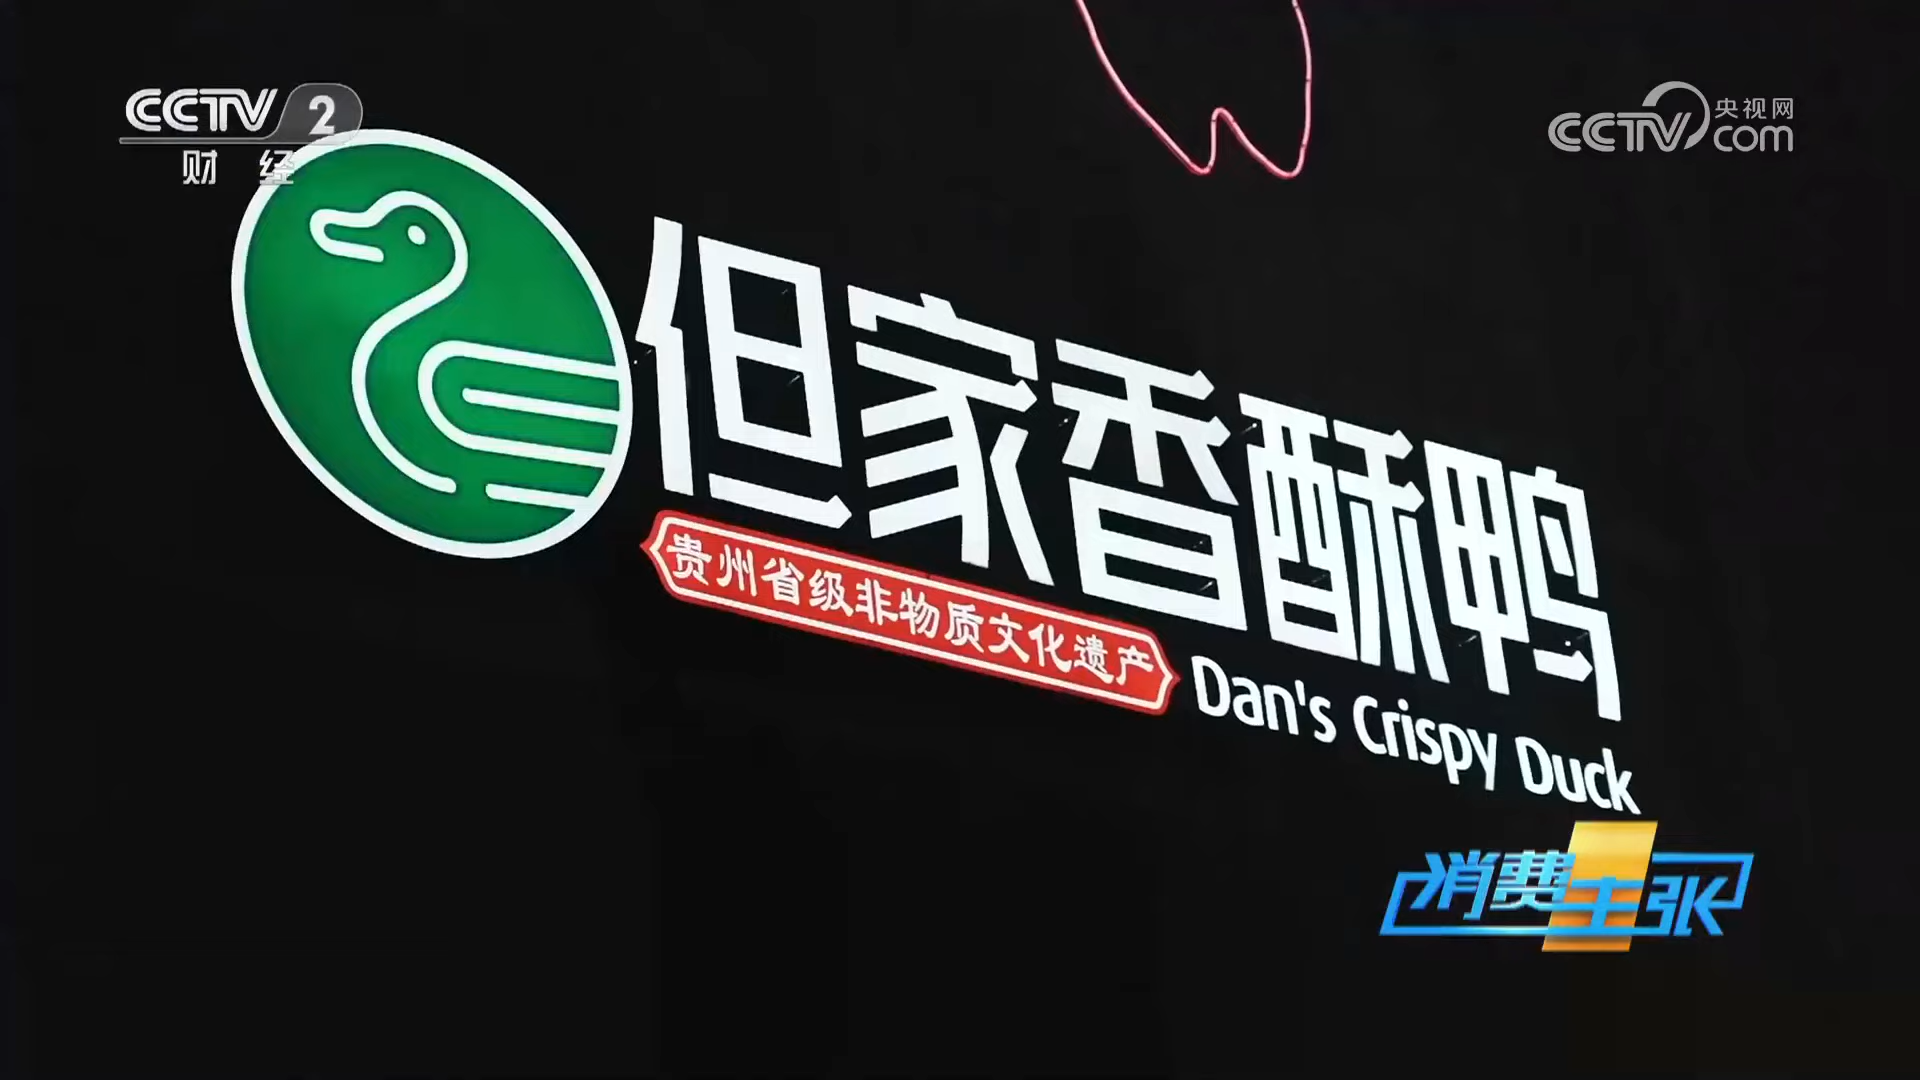 CCTV 2
财经
央视网
CCTV.com
但家香酥鸭
贵州省级非物质文化遗产
Dan's Crispy Duck
消费主张